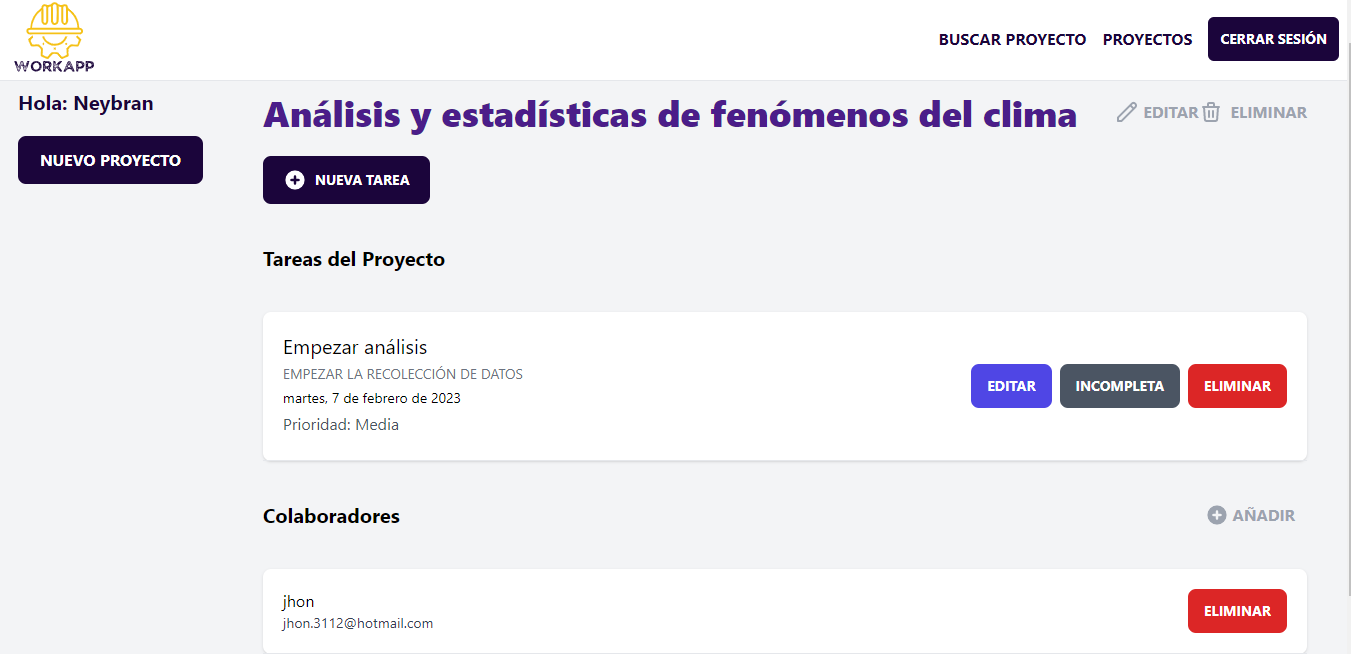 WORKAPP
BUSCAR PROYECTO PROYECTOS CERRAR SESIÓN
Hola: Neybran
NUEVO PROYECTO
Análisis y estadísticas de fenómenos del clima
EDITAR ELIMINAR
NUEVA TAREA
Tareas del Proyecto
Empezar análisis
EMPEZAR LA RECOLECCIÓN DE DATOS
martes, 7 de febrero de 2023
Prioridad: Media
EDITAR INCOMPLETA ELIMINAR
Colaboradores
AÑADIR
jhon
jhon.3112@hotmail.com
ELIMINAR